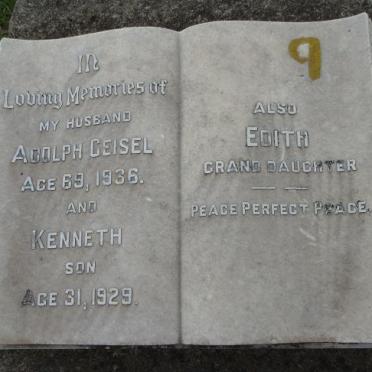 In
Loving Memories of
MY HUSBAND
ADOLPH GEISEL
AGE 69, 1936.
AND
KENNETH
SON
AGE 31, 1929.
9
ALSO
EDITH
GRAND DAUGHTER
PEACE PERFECT PEACE.